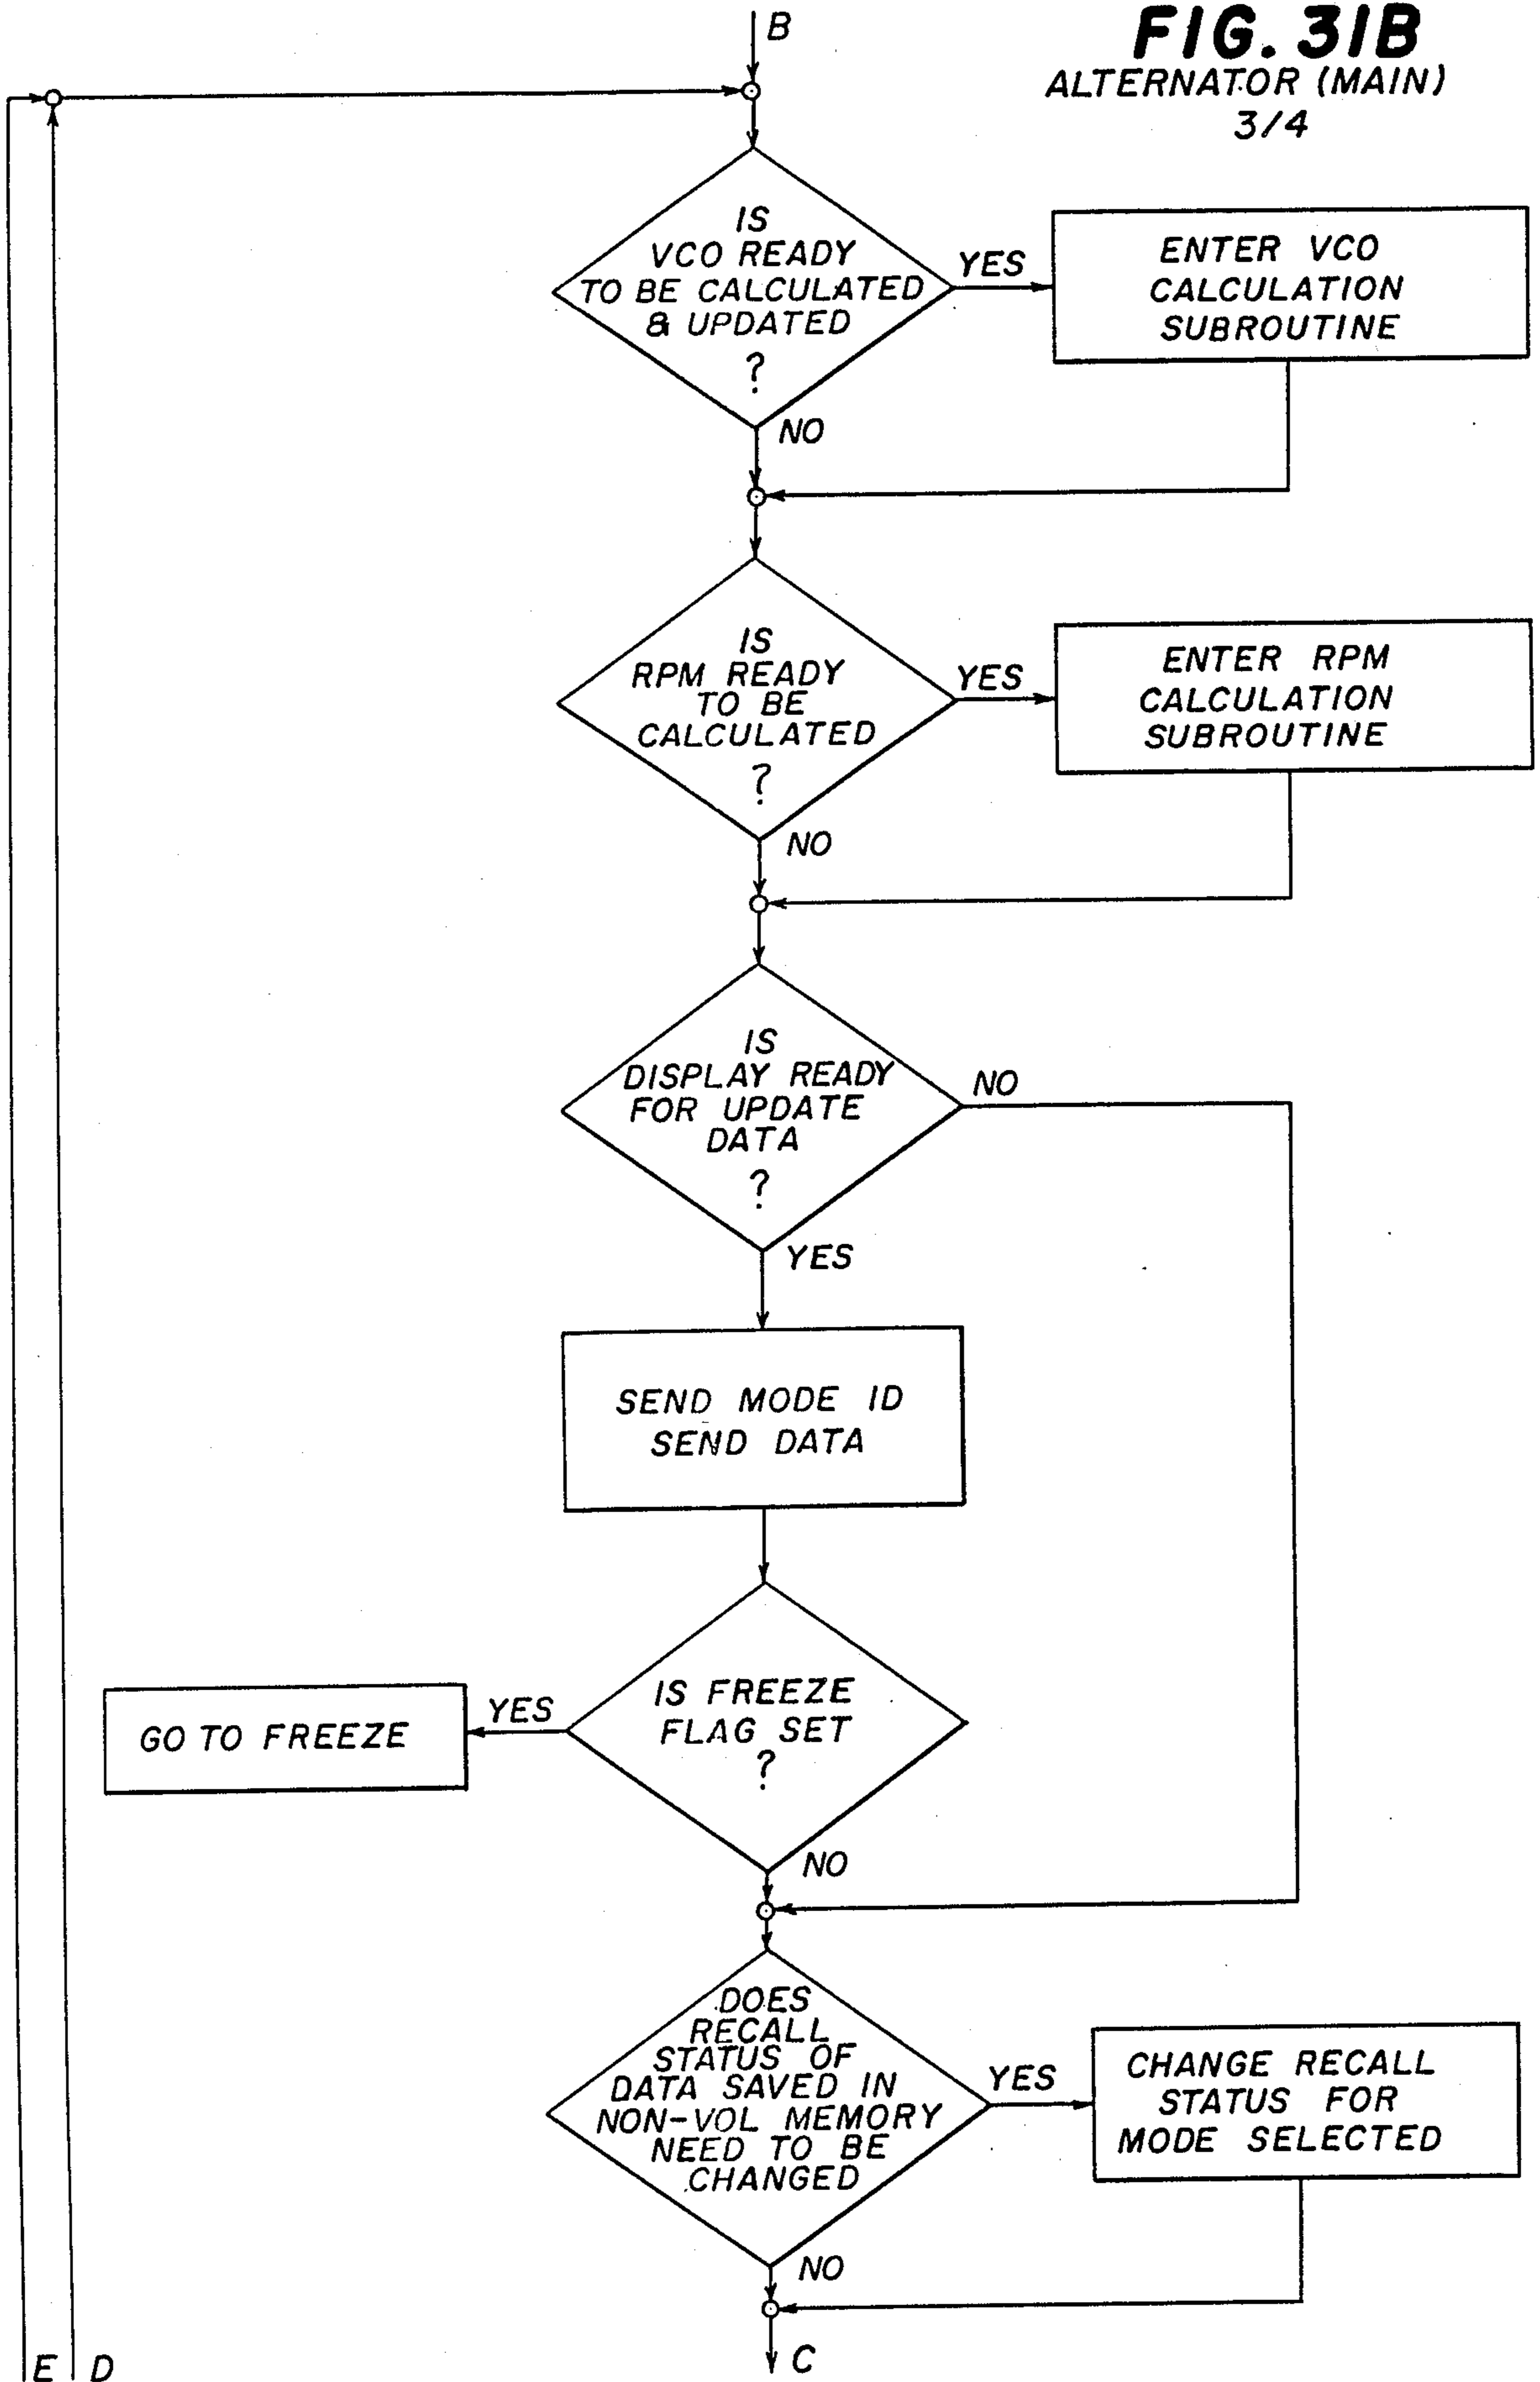 B
FIG. 31B
ALTERNATOR (MAIN)
3/4
IS
VCO READY
TO BE CALCULATED
& UPDATED
?
YES
ENTER VCO
CALCULATION
SUBROUTINE
NO
IS
RPM READY
TO BE
CALCULATED
?
YES
ENTER RPM
CALCULATION
SUBROUTINE
NO
IS
DISPLAY READY
FOR UPDATE
DATA
?
NO
YES
SEND MODE ID
SEND DATA
IS FREEZE
FLAG SET
?
YES
GO TO FREEZE
NO
DOES
RECALL
STATUS OF
DATA SAVED IN
NON-VOL MEMORY
NEED TO BE
CHANGED
YES
CHANGE RECALL
STATUS FOR
MODE SELECTED
NO
C
E
D